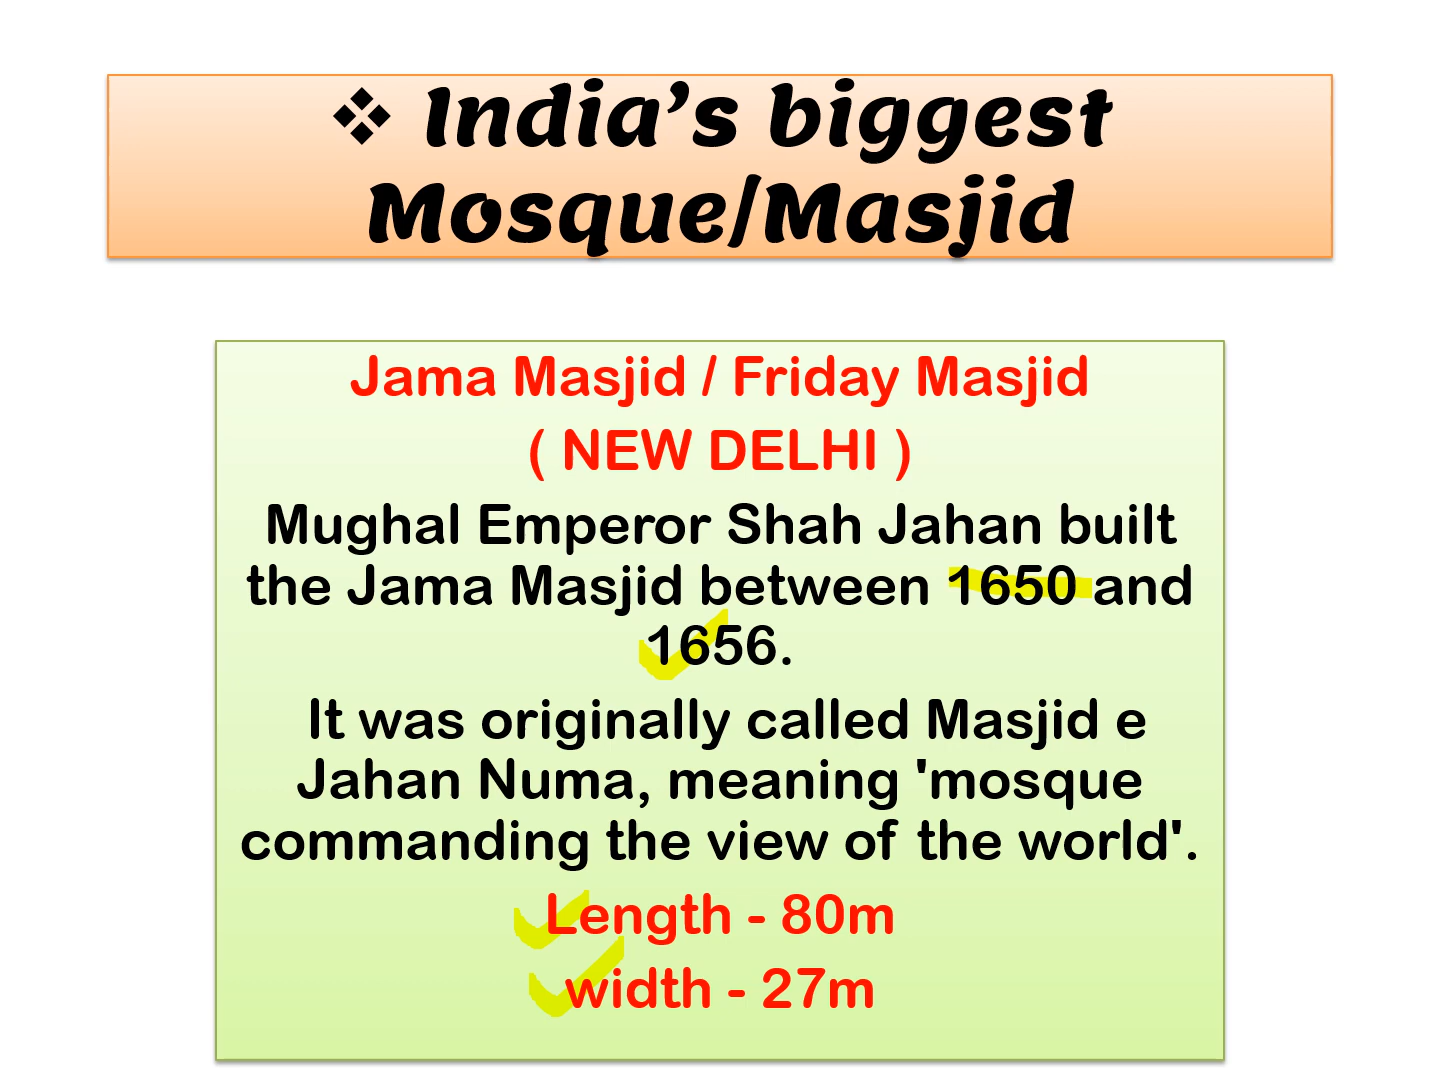 ❖ India’s biggest
Mosque/Masjid
Jama Masjid / Friday Masjid
( NEW DELHI )
Mughal Emperor Shah Jahan built
the Jama Masjid between 1650 and
1656.
It was originally called Masjid e
Jahan Numa, meaning 'mosque
commanding the view of the world'.
Length - 80m
width - 27m